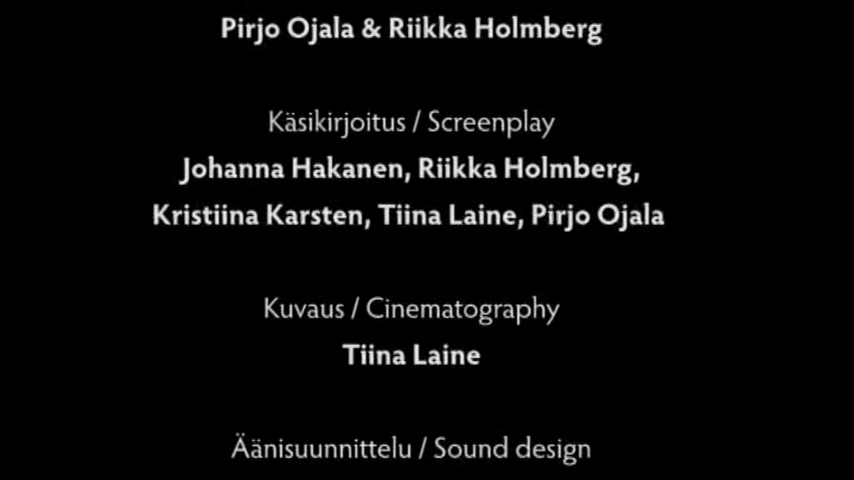 Pirjo Ojala & Riikka Holmberg
Käsikirjoitus / Screenplay
Johanna Hakanen, Riikka Holmberg,
Kristiina Karsten, Tiina Laine, Pirjo Ojala
Kuvaus / Cinematography
Tiina Laine
Äänisuunnittelu / Sound design